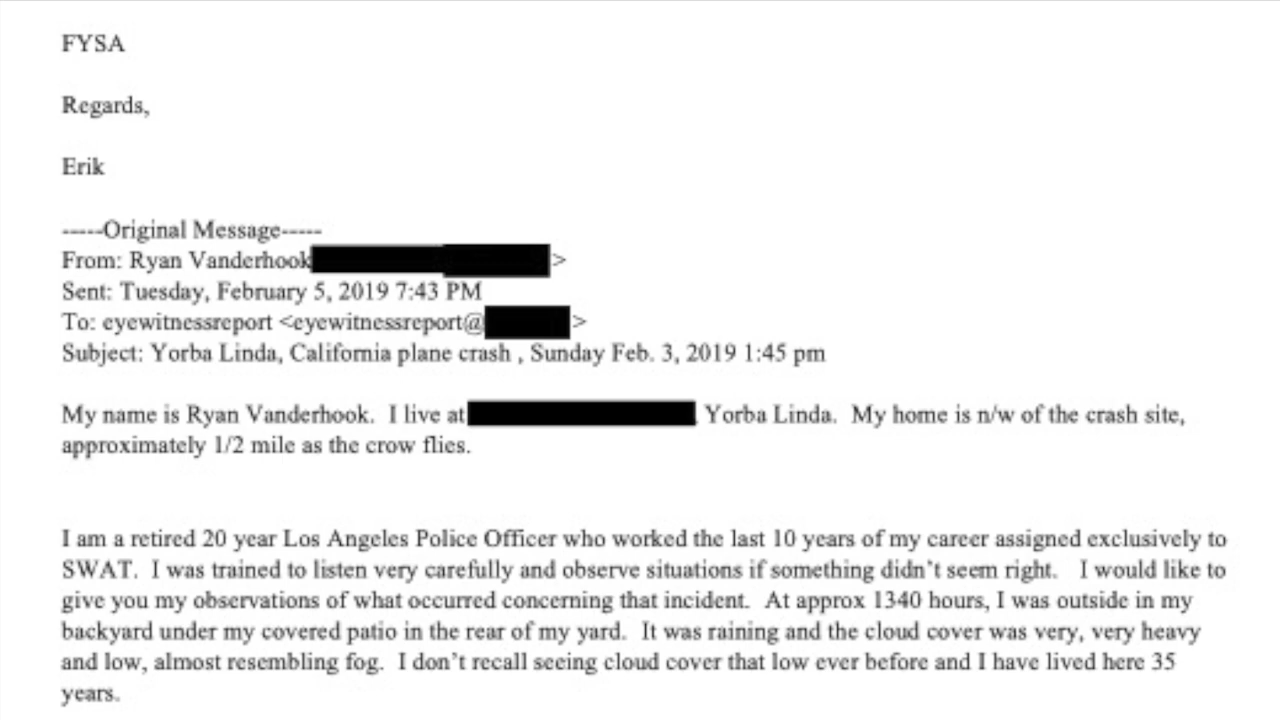 FYSA
Regards,
Erik
-----Original Message-----
From: Ryan Vanderhook >
Sent: Tuesday, February 5, 2019 7:43 PM
To: eyewitnessreport <eyewitnessreport@ >
Subject: Yorba Linda, California plane crash , Sunday Feb. 3, 2019 1:45 pm
My name is Ryan Vanderhook.  I live at Yorba Linda.  My home is n/w of the crash site,
approximately 1/2 mile as the crow flies.
I am a retired 20 year Los Angeles Police Officer who worked the last 10 years of my career assigned exclusively to
SWAT.  I was trained to listen very carefully and observe situations if something didn't seem right.   I would like to
give you my observations of what occurred concerning that incident.  At approx 1340 hours, I was outside in my
backyard under my covered patio in the rear of my yard.  It was raining and the cloud cover was very, very heavy
and low, almost resembling fog.  I don't recall seeing cloud cover that low ever before and I have lived here 35
years.